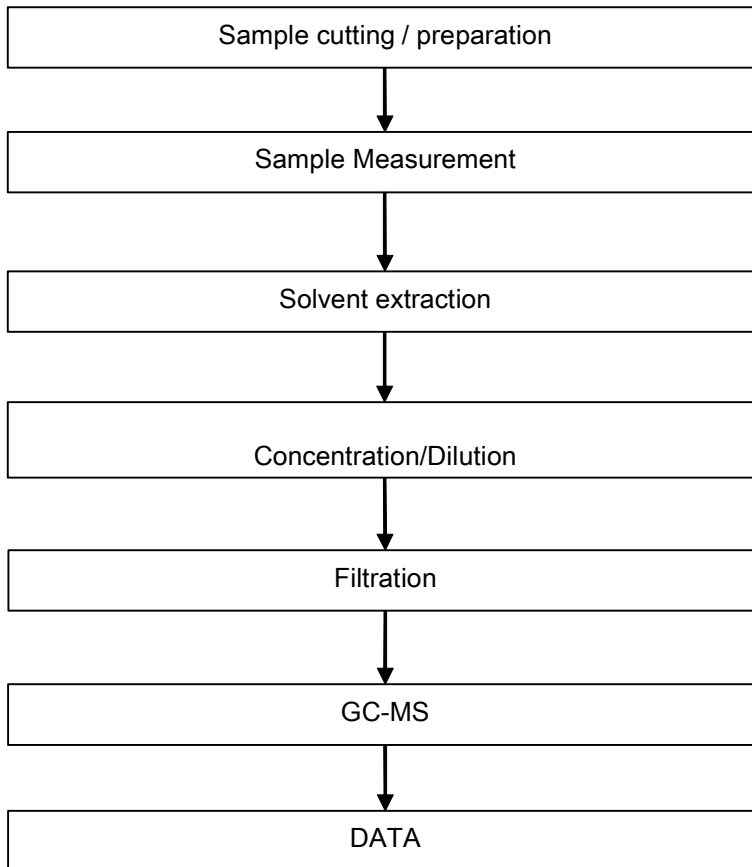 Sample cutting / preparation
Sample Measurement
Solvent extraction
Concentration/Dilution
Filtration
GC-MS
DATA